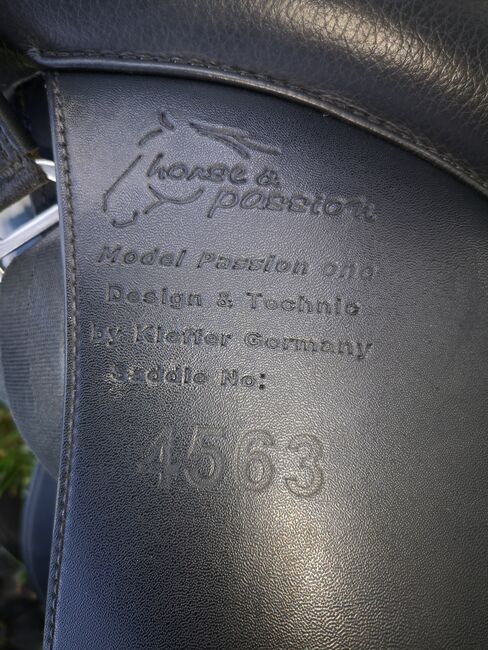 horse &
passion
Model Passion one
Design & Technic
by Kieffer Germany
Saddle No:
4563